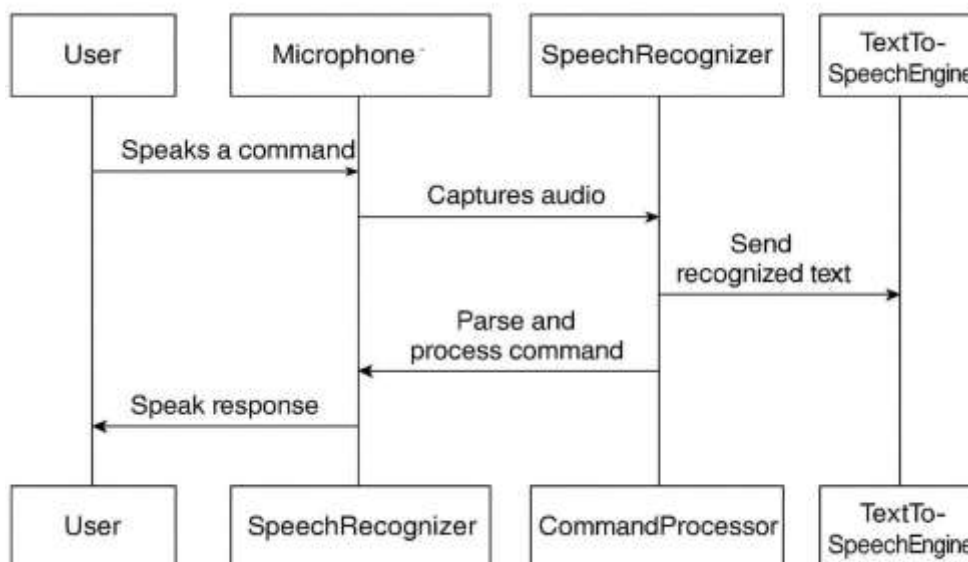 User
Microphone
SpeechRecognizer
TextTo-
SpeechEngine
Speaks a command
Captures audio
Send
recognized text
Parse and
process command
Speak response
User
SpeechRecognizer
CommandProcessor
TextTo-
SpeechEngine